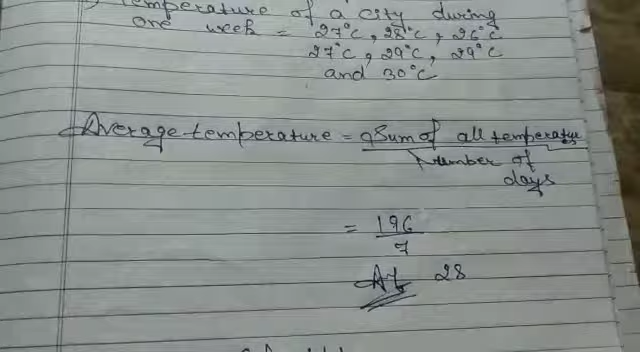 Temperature of a city during
one week = 27°C, 28°C, 26°C
27°C, 29°C, 29°C
and 30°C
Average temperature = Sum of all temperatures
Number of
days
= 196
7
28